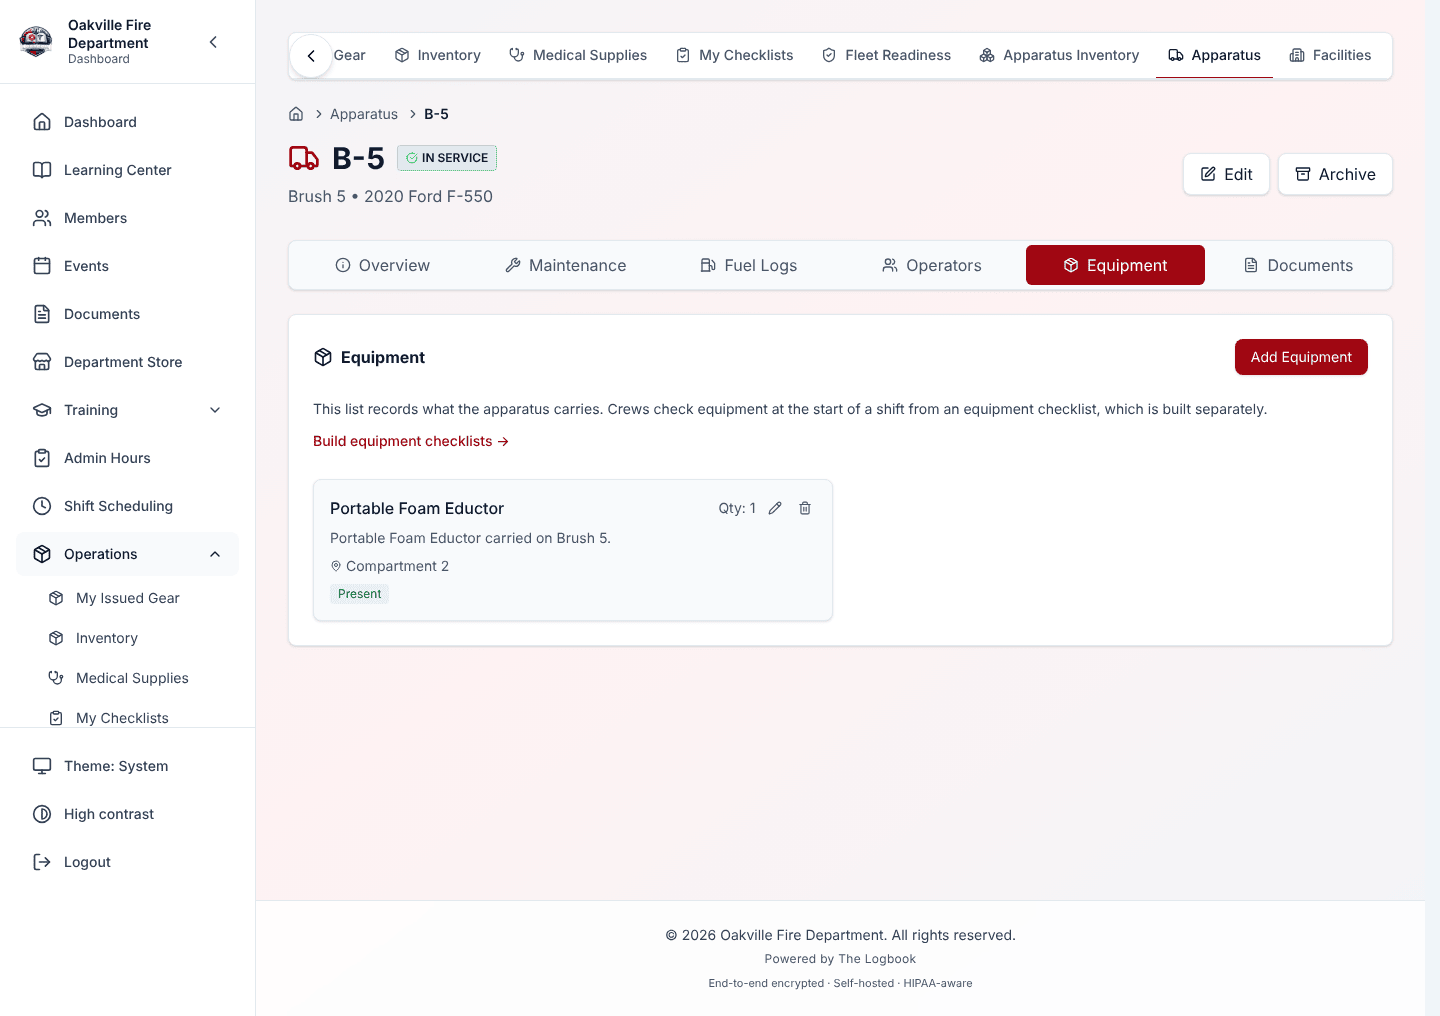 Oakville Fire
Department
Dashboard
Dashboard
Learning Center
Members
Events
Documents
Department Store
Training
Admin Hours
Shift Scheduling
Operations
My Issued Gear
Inventory
Medical Supplies
My Checklists
Theme: System
High contrast
Logout
Gear Inventory Medical Supplies My Checklists Fleet Readiness Apparatus Inventory Apparatus Facilities
Apparatus B-5
B-5 IN SERVICE
Brush 5 • 2020 Ford F-550
Edit Archive
Overview Maintenance Fuel Logs Operators Equipment Documents
Equipment Add Equipment
This list records what the apparatus carries. Crews check equipment at the start of a shift from an equipment checklist, which is built separately.
Build equipment checklists →
Portable Foam Eductor Qty: 1
Portable Foam Eductor carried on Brush 5.
Compartment 2
Present
© 2026 Oakville Fire Department. All rights reserved.
Powered by The Logbook
End-to-end encrypted · Self-hosted · HIPAA-aware